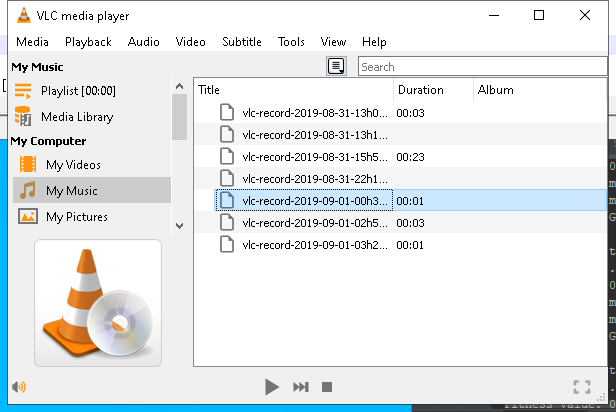 VLC media player
Media Playback Audio Video Subtitle Tools View Help
My Music
Search
Playlist [00:00]
Media Library
My Computer
My Videos
My Music
My Pictures
Title Duration Album
vlc-record-2019-08-31-13h0... 00:03
vlc-record-2019-08-31-13h1...
vlc-record-2019-08-31-15h5... 00:23
vlc-record-2019-08-31-22h1...
vlc-record-2019-09-01-00h3... 00:01
vlc-record-2019-09-01-02h5... 00:03
vlc-record-2019-09-01-03h2... 00:01